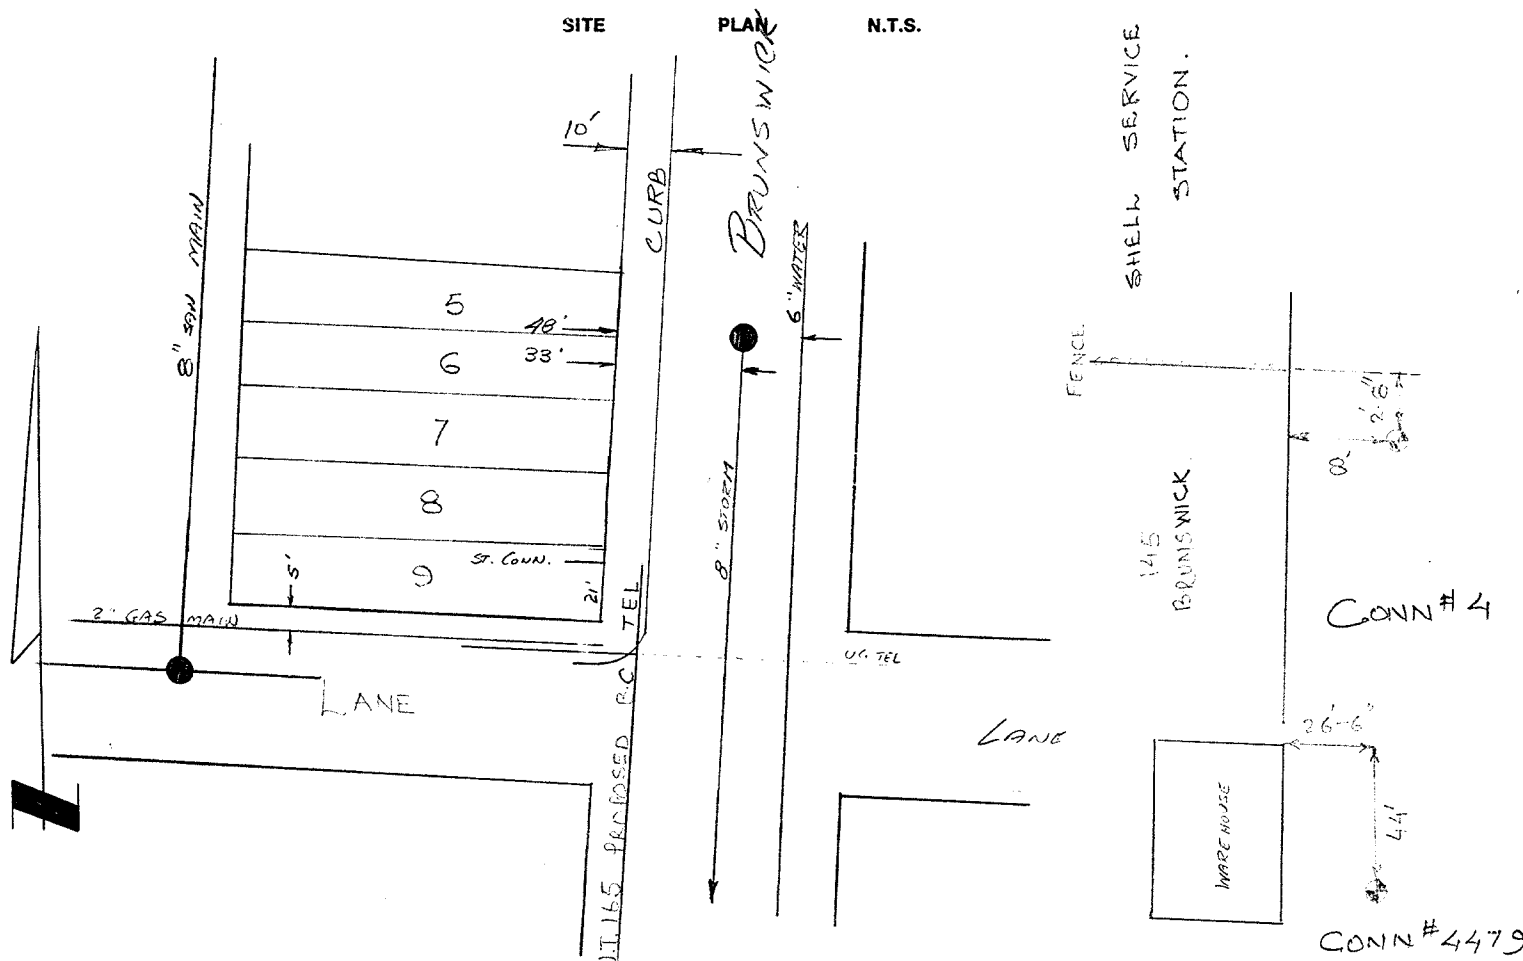 SITE PLAN N.T.S.
BRUNSWICK
SHELL SERVICE
STATION.
10'
CURB
8" SAN MAIN
6" WATER
5
48'
33'
6
7
8
9
ST. CONN.
21'
5'
2" GAS MAIN
8" STORM
FENCE
2'-8"
8'
145
BRUNSWICK
CONN # 4
U.G. TEL
LANE
LANE
PROPOSED B.C. TEL
26'-6"
44'
WAREHOUSE
CONN # 4479